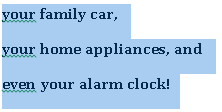 your family car,
your home appliances, and
even your alarm clock!